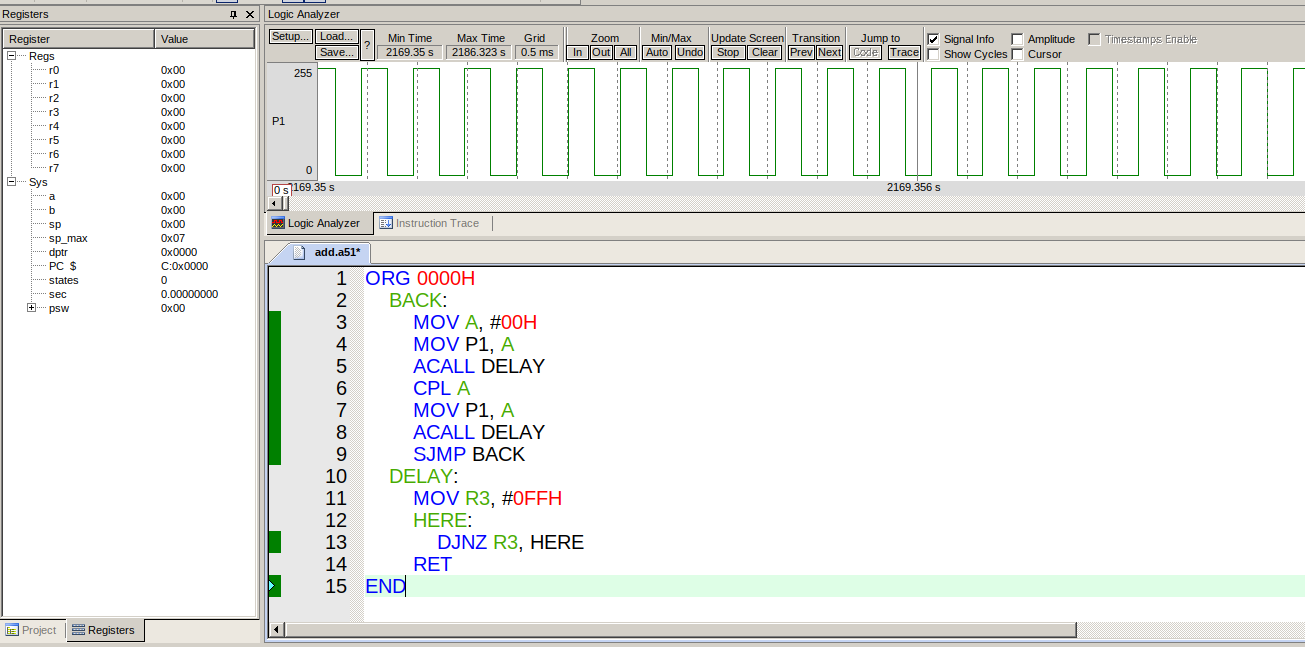 Registers
Register Value
Regs
r0 0x00
r1 0x00
r2 0x00
r3 0x00
r4 0x00
r5 0x00
r6 0x00
r7 0x00
Sys
a 0x00
b 0x00
sp 0x00
sp_max 0x07
dptr 0x0000
PC $ C:0x0000
states 0
sec 0.00000000
psw 0x00
Project Registers
Logic Analyzer
Setup... Load... ? Min Time Max Time Grid Zoom Min/Max Update Screen Transition Jump to Signal Info Amplitude Timestamps Enable
Save... 2169.35 s 2186.323 s 0.5 ms In Out All Auto Undo Stop Clear Prev Next Code Trace Show Cycles Cursor
255
P1
0
0 s 2169.35 s 2169.356 s
Logic Analyzer Instruction Trace
add.a51*
1 ORG 0000H
2 BACK:
3 MOV A, #00H
4 MOV P1, A
5 ACALL DELAY
6 CPL A
7 MOV P1, A
8 ACALL DELAY
9 SJMP BACK
10 DELAY:
11 MOV R3, #0FFH
12 HERE:
13 DJNZ R3, HERE
14 RET
15 END